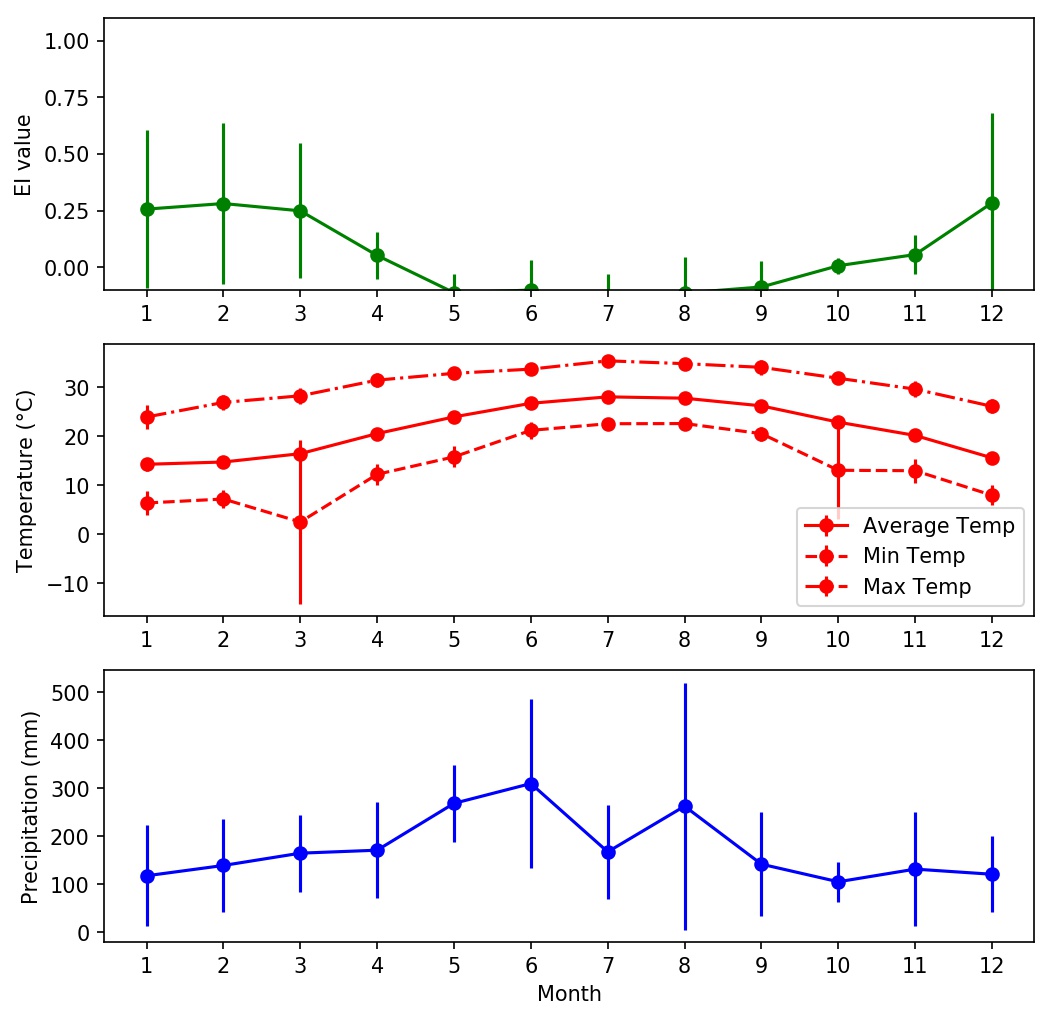 EI value
1.00
0.75
0.50
0.25
0.00
1 2 3 4 5 6 7 8 9 10 11 12
Temperature (°C)
30
20
10
0
−10
Average Temp
Min Temp
Max Temp
1 2 3 4 5 6 7 8 9 10 11 12
Precipitation (mm)
500
400
300
200
100
0
1 2 3 4 5 6 7 8 9 10 11 12
Month